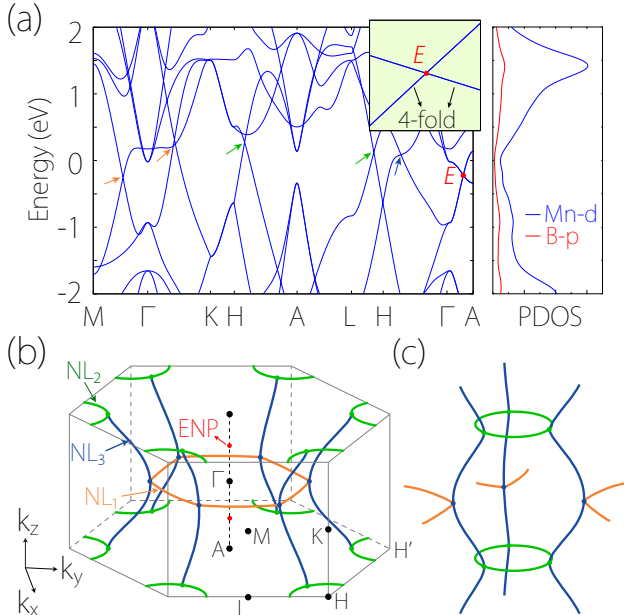 (a)
2
1
0
-1
-2
Energy (eV)
E
4-fold
E
Mn-d
B-p
M Γ K H A L H Γ A
PDOS
(b)
(c)
NL2
ENP
NL3
Γ
NL1
M
K
kz
A
H′
ky
kx
L
H